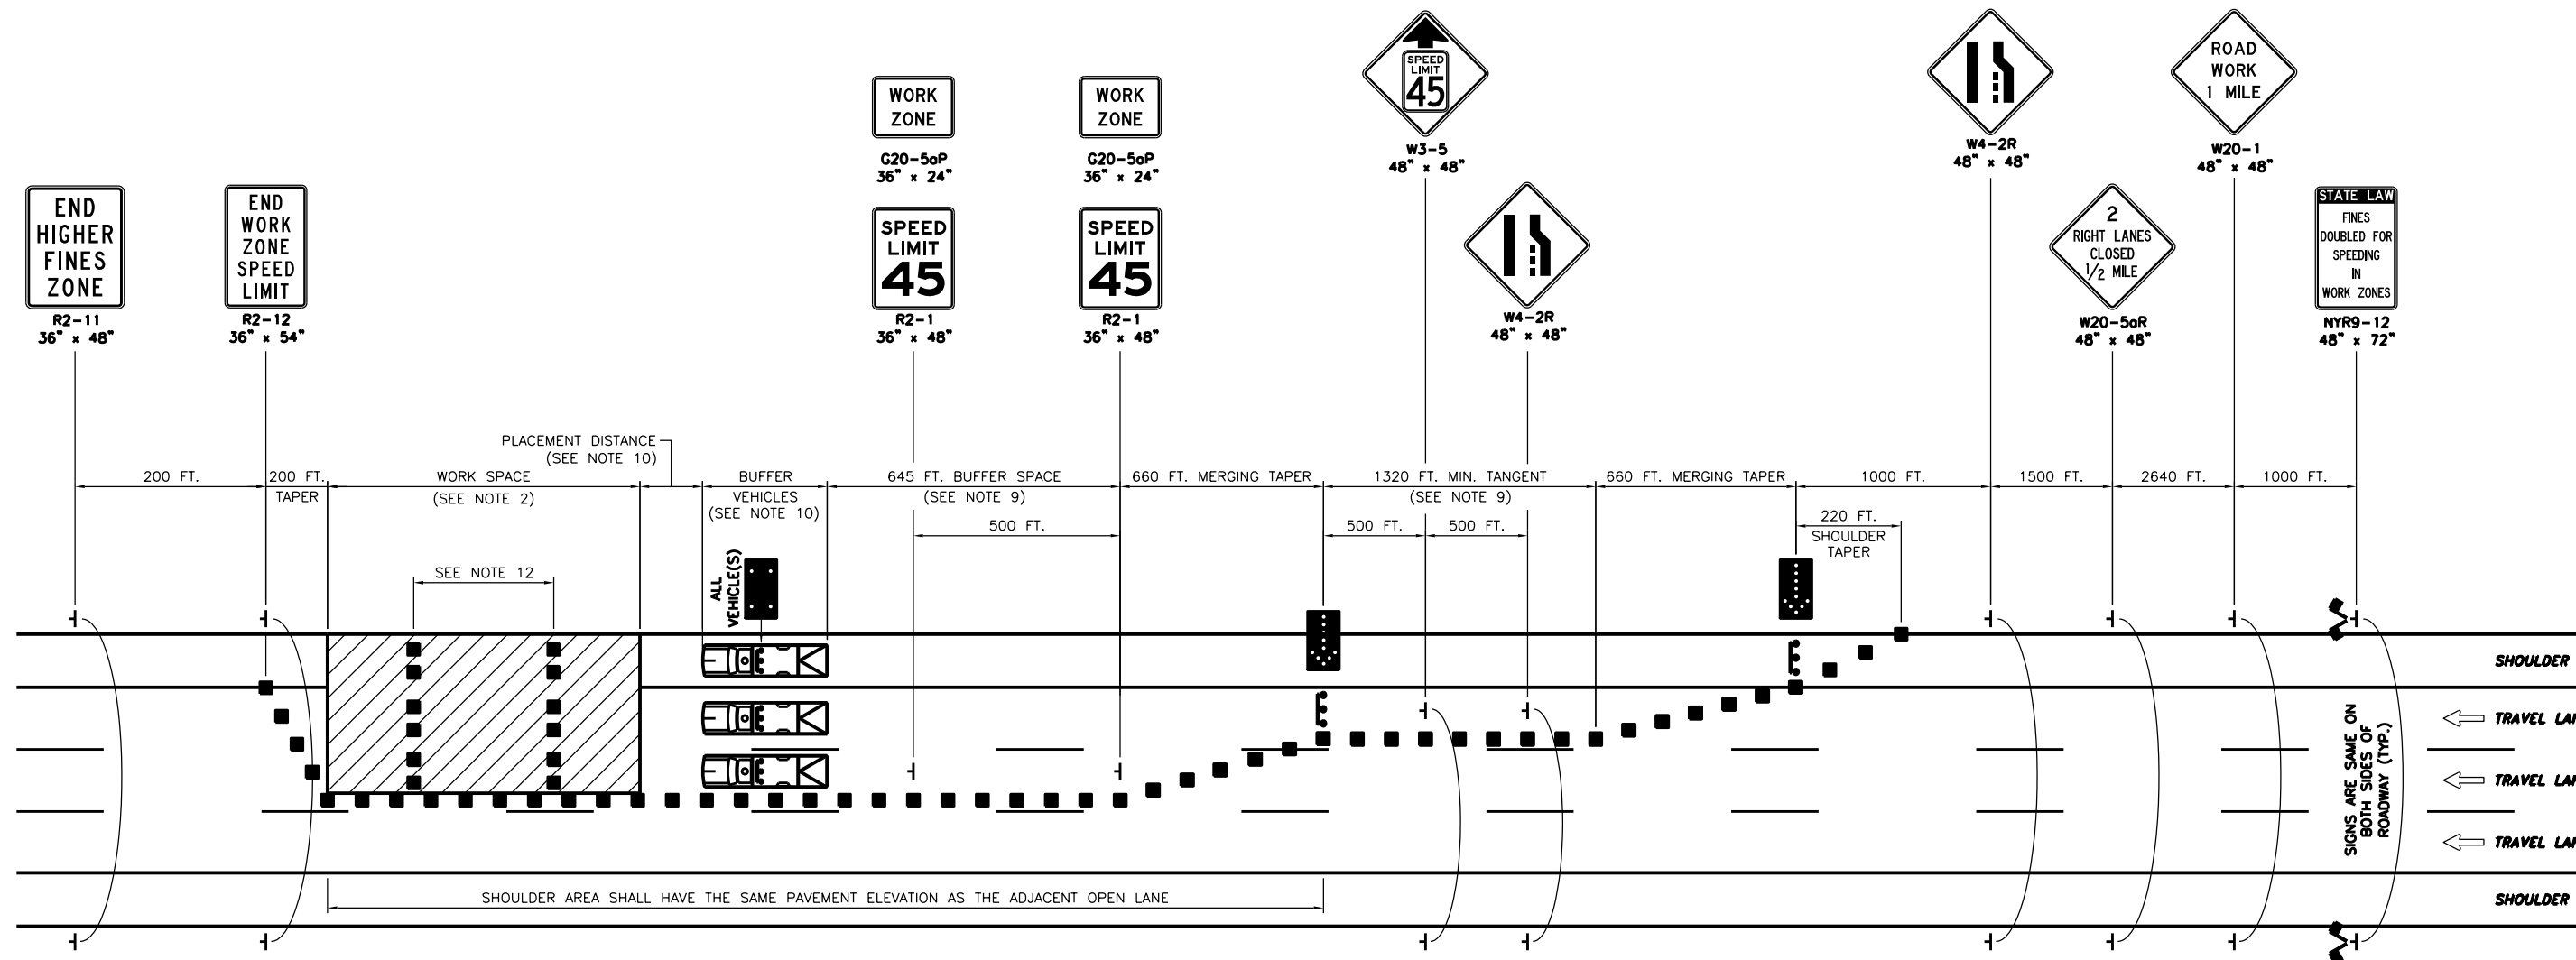 SPEED
LIMIT
45
W3-5
48" x 48"
W4-2R
48" x 48"
ROAD
WORK
1 MILE
W20-1
48" x 48"
WORK
ZONE
G20-5aP
36" x 24"
WORK
ZONE
G20-5aP
36" x 24"
END
HIGHER
FINES
ZONE
R2-11
36" x 48"
END
WORK
ZONE
SPEED
LIMIT
R2-12
36" x 54"
SPEED
LIMIT
45
R2-1
36" x 48"
SPEED
LIMIT
45
R2-1
36" x 48"
W4-2R
48" x 48"
2
RIGHT LANES
CLOSED
1/2 MILE
W20-5aR
48" x 48"
STATE LAW
FINES
DOUBLED FOR
SPEEDING
IN
WORK ZONES
NYR9-12
48" x 72"
PLACEMENT DISTANCE
(SEE NOTE 10)
200 FT.
200 FT.
TAPER
WORK SPACE
(SEE NOTE 2)
BUFFER
VEHICLES
(SEE NOTE 10)
645 FT. BUFFER SPACE
(SEE NOTE 9)
660 FT. MERGING TAPER
1320 FT. MIN. TANGENT
(SEE NOTE 9)
660 FT. MERGING TAPER
1000 FT.
1500 FT.
2640 FT.
1000 FT.
500 FT.
500 FT.
500 FT.
220 FT.
SHOULDER
TAPER
SEE NOTE 12
ALL
VEHICLE(S)
SHOULDER
TRAVEL LAN
TRAVEL LAN
TRAVEL LAN
SIGNS ARE SAME ON
BOTH SIDES OF
ROADWAY (TYP.)
SHOULDER AREA SHALL HAVE THE SAME PAVEMENT ELEVATION AS THE ADJACENT OPEN LANE
SHOULDER